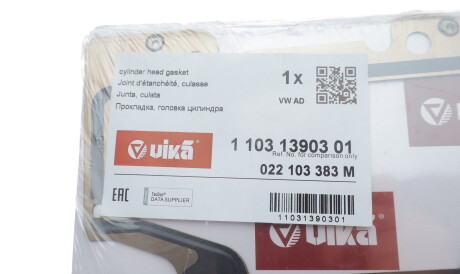 cylinder head gasket
Joint d'étanchéité, culasse
Junta, culata
Прокладка, головка цилиндра
1x
VW AD
vika
1 103 13903 01
Ref. No. for comparison only
022 103 383 M
EAC
TecDoc
DATA SUPPLIER
11031390301
vika